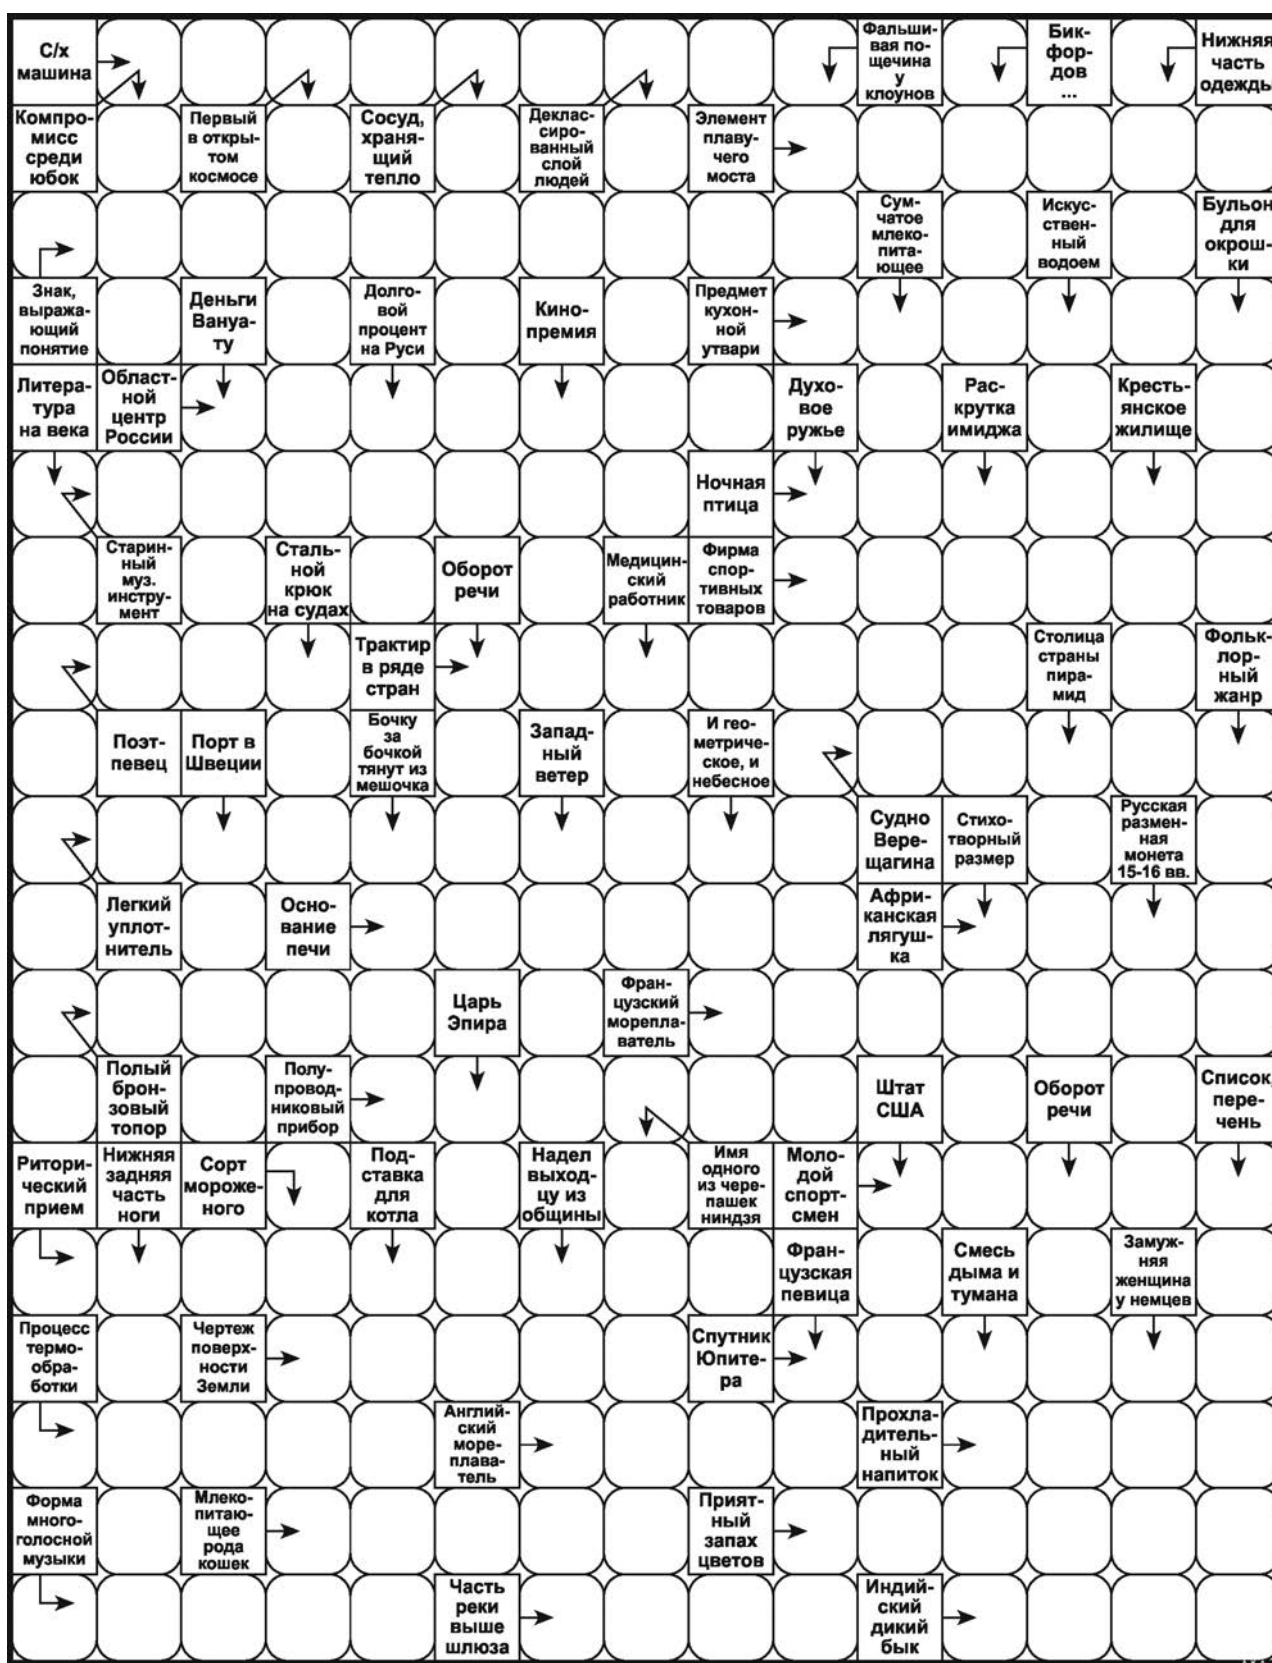 С/х
машина
Фальши-
вая по-
щечина
у
клоунов
Бик-
фор-
дов
...
Нижняя
часть
одежды
Компро-
мисс
среди
юбок
Первый
в откры-
том
космосе
Сосуд,
храня-
щий
тепло
Деклас-
сиро-
ванный
слой
людей
Элемент
плаву-
чего
моста
Сум-
чатое
млеко-
пита-
ющее
Искус-
ствен-
ный
водоем
Бульон
для
окрош-
ки
Знак,
выража-
ющий
понятие
Деньги
Вануа-
ту
Долго-
вой
процент
на Руси
Кино-
премия
Предмет
кухон-
ной
утвари
Литера-
тура
на века
Област-
ной
центр
России
Духо-
вое
ружье
Рас-
крутка
имиджа
Кресть-
янское
жилище
Ночная
птица
Старин-
ный
муз.
инстру-
мент
Сталь-
ной
крюк
на судах
Оборот
речи
Медицин-
ский
работник
Фирма
спор-
тивных
товаров
Трактир
в ряде
стран
Столица
страны
пира-
мид
Фольк-
лор-
ный
жанр
Поэт-
певец
Порт в
Швеции
Бочку
за
бочкой
тянут из
мешочка
Запад-
ный
ветер
И гео-
метриче-
ское, и
небесное
Судно
Вере-
щагина
Стихо-
творный
размер
Русская
размен-
ная
монета
15-16 вв.
Легкий
уплот-
нитель
Осно-
вание
печи
Афри-
канская
лягуш-
ка
Царь
Эпира
Фран-
цузский
морепла-
ватель
Полый
брон-
зовый
топор
Полу-
провод-
никовый
прибор
Штат
США
Оборот
речи
Список,
пере-
чень
Ритори-
ческий
прием
Нижняя
задняя
часть
ноги
Сорт
мороже-
ного
Под-
ставка
для
котла
Надел
выход-
цу из
общины
Имя
одного
из чере-
пашек
ниндзя
Моло-
дой
спорт-
смен
Фран-
цузская
певица
Смесь
дыма и
тумана
Замуж-
няя
женщина
у немцев
Процесс
термо-
обра-
ботки
Чертеж
поверх-
ности
Земли
Спутник
Юпите-
ра
Англий-
ский
море-
плава-
тель
Прохла-
дитель-
ный
напиток
Форма
много-
голосной
музыки
Млеко-
питаю-
щее
рода
кошек
Прият-
ный
запах
цветов
Часть
реки
выше
шлюза
Индий-
ский
дикий
бык